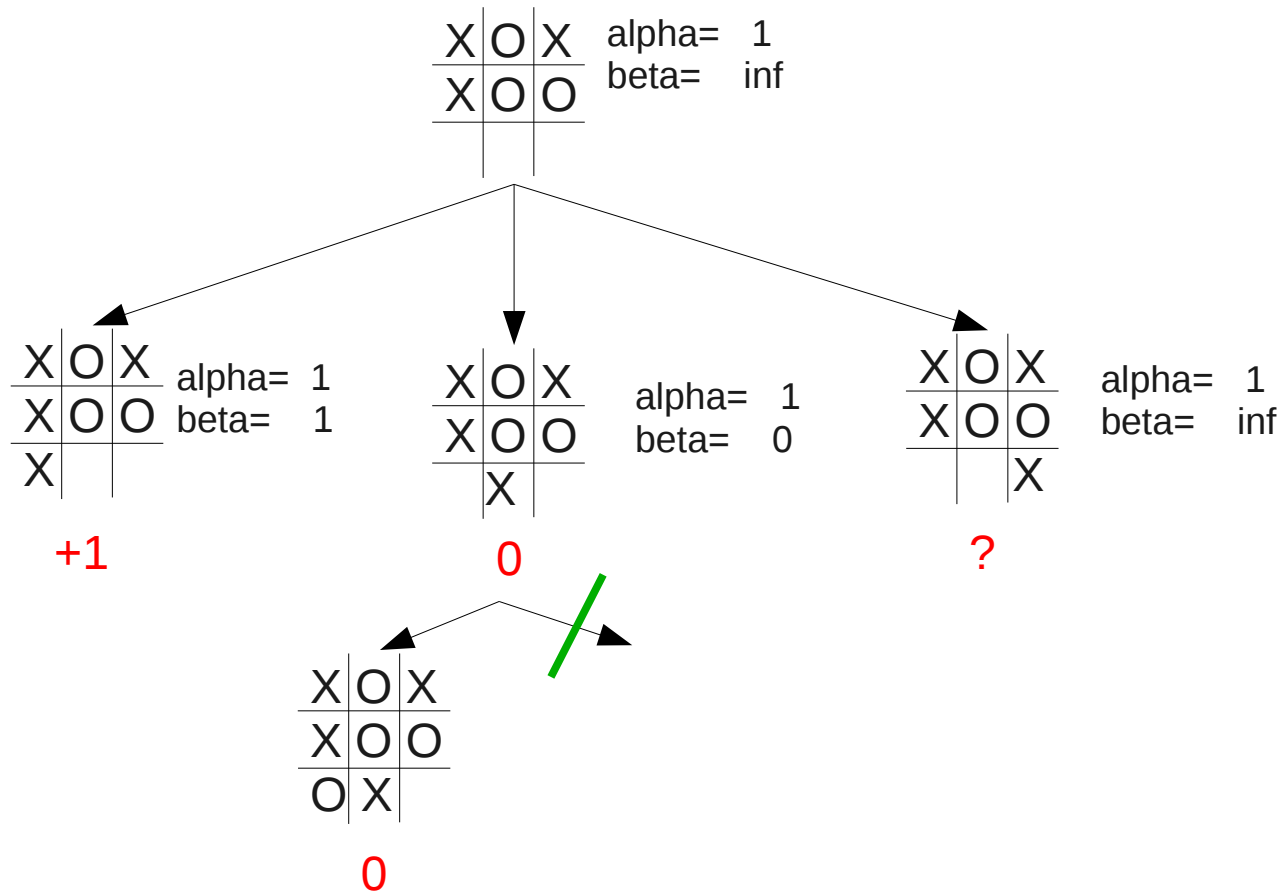 X O X
X O O
alpha= 1
beta= inf
X O X
X O O
X
alpha= 1
beta= 1
+1
X O X
X O O
X
alpha= 1
beta= 0
0
X O X
X O O
X
alpha= 1
beta= inf
?
X O X
X O O
O X
0